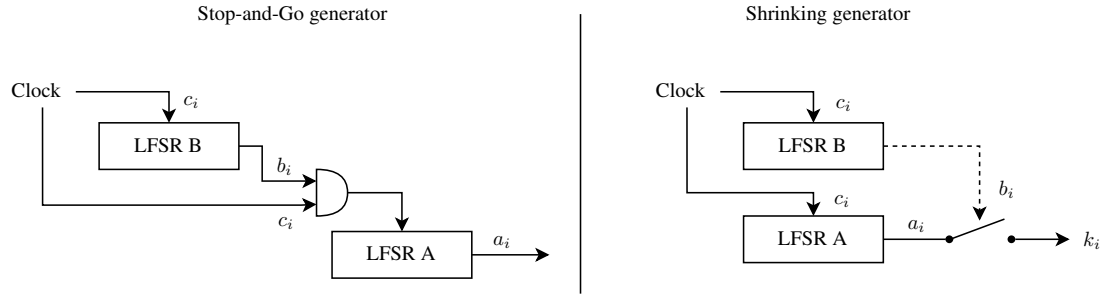 Stop-and-Go generator
Clock
c_i
LFSR B
b_i
c_i
LFSR A
a_i
Shrinking generator
Clock
c_i
LFSR B
b_i
c_i
LFSR A
a_i
k_i